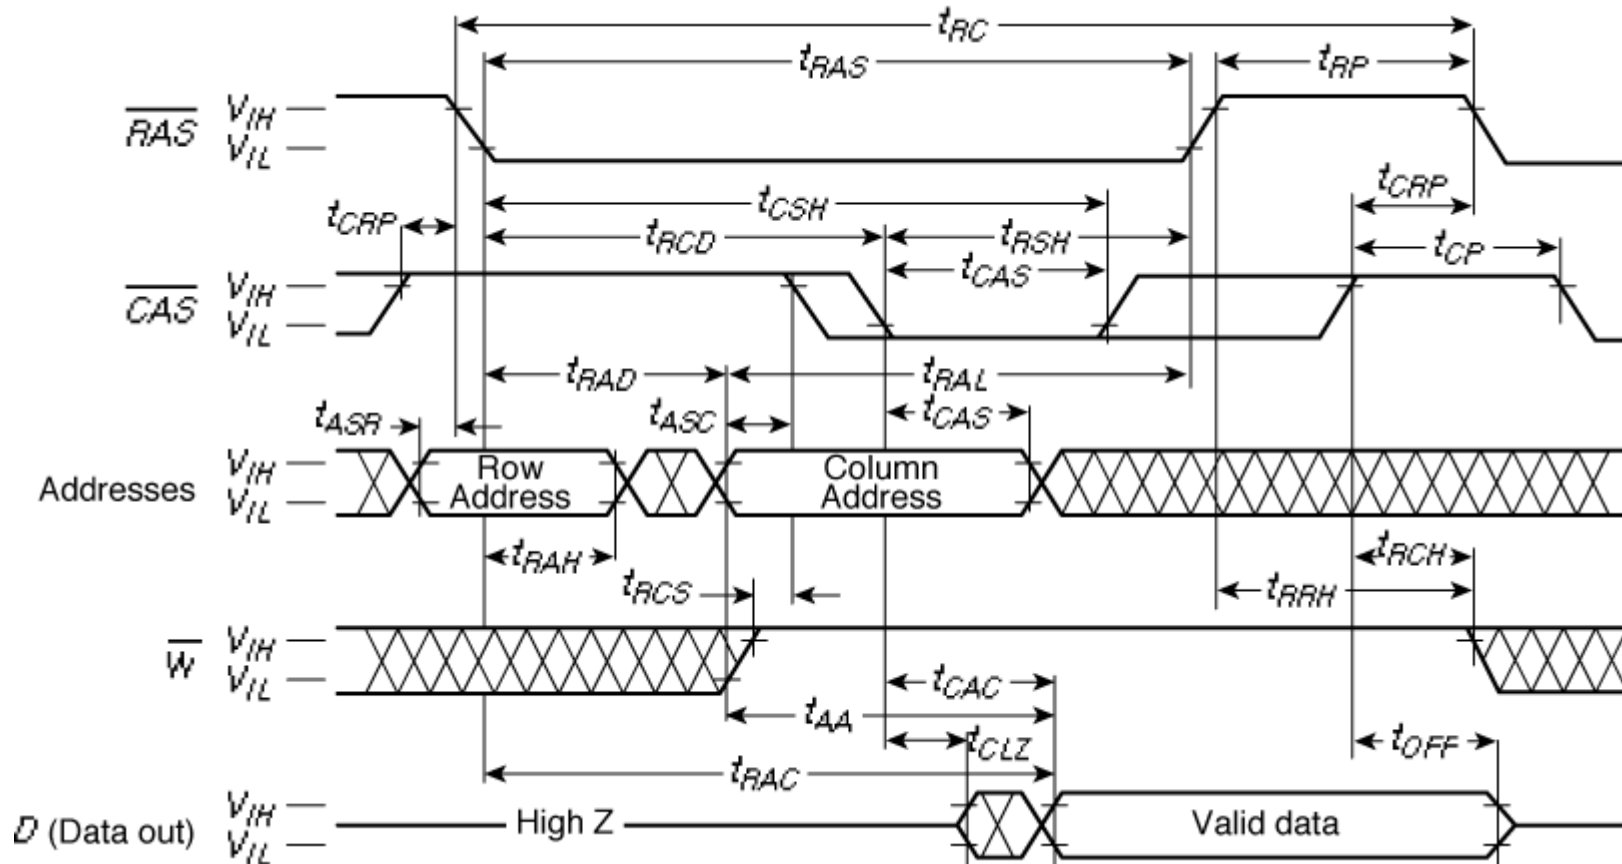 tRC
tRAS tRP
RAS VIH
VIL
tCRP
tCSH
tCRP tRCD tRSH tCP
tCAS
CAS VIH
VIL
tRAD tRAL
tASR tASC tCAS
Addresses VIH Row Address Column Address
VIL
tRAH tRCH
tRCS tRRH
W VIH
VIL
tCAC
tAA
tCLZ tOFF
tRAC
D (Data out) VIH High Z Valid data
VIL